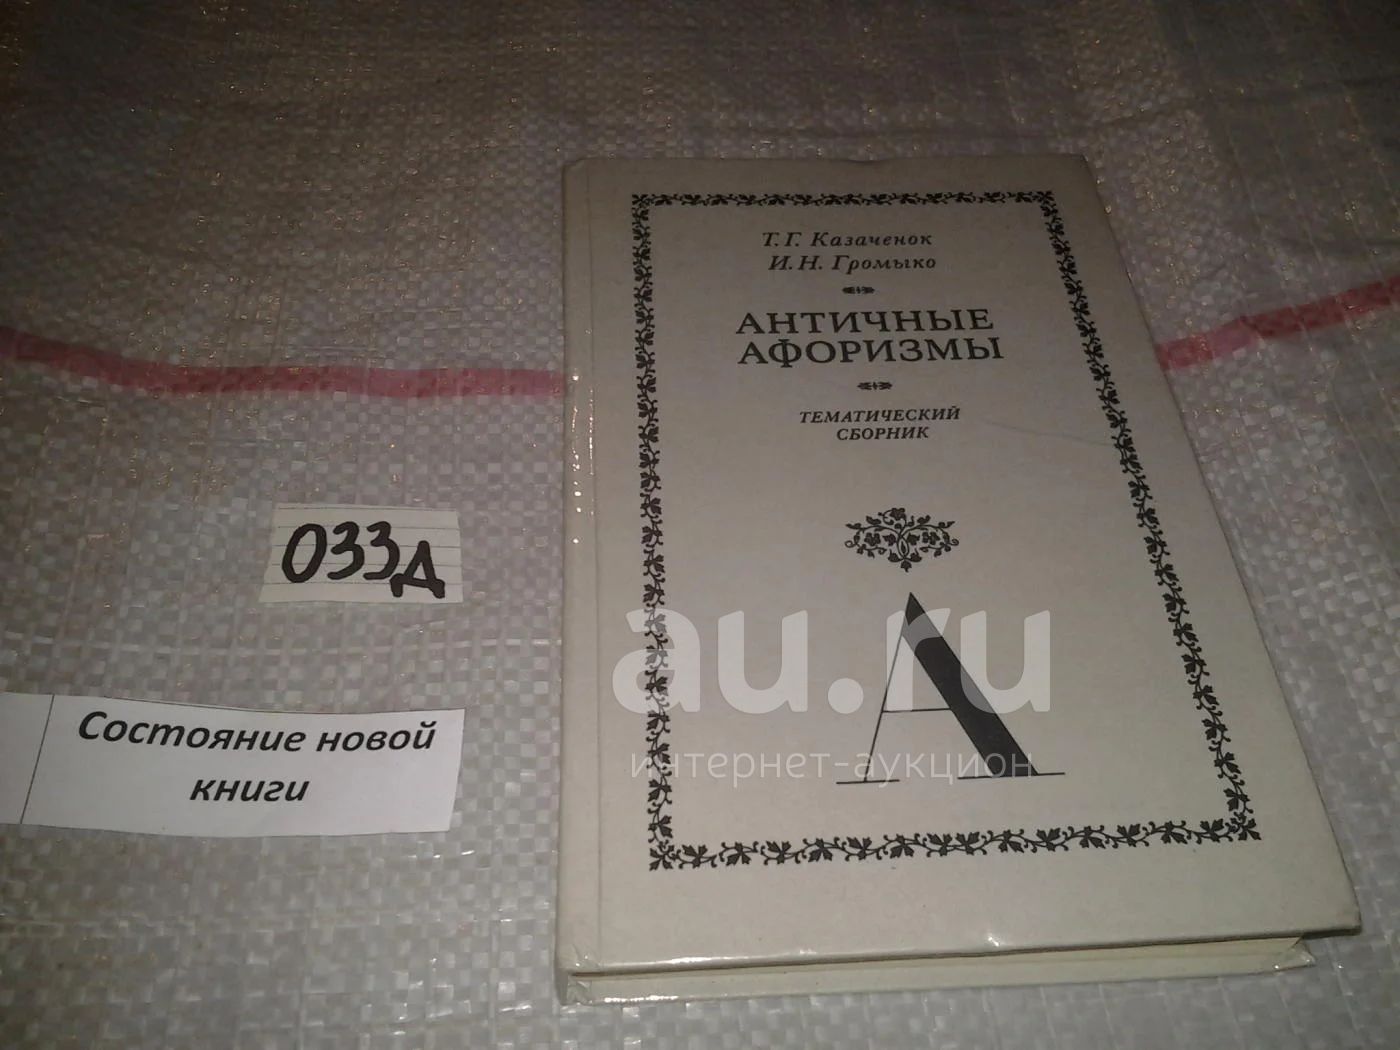 Т. Г. Казаченок
И. Н. Громыко
АНТИЧНЫЕ
АФОРИЗМЫ
ТЕМАТИЧЕСКИЙ
СБОРНИК
А
033д
Состояние новой
книги
au.ru
интернет-аукцион